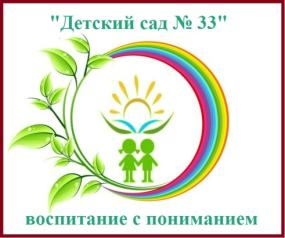 "Детский сад № 33"
воспитание с пониманием